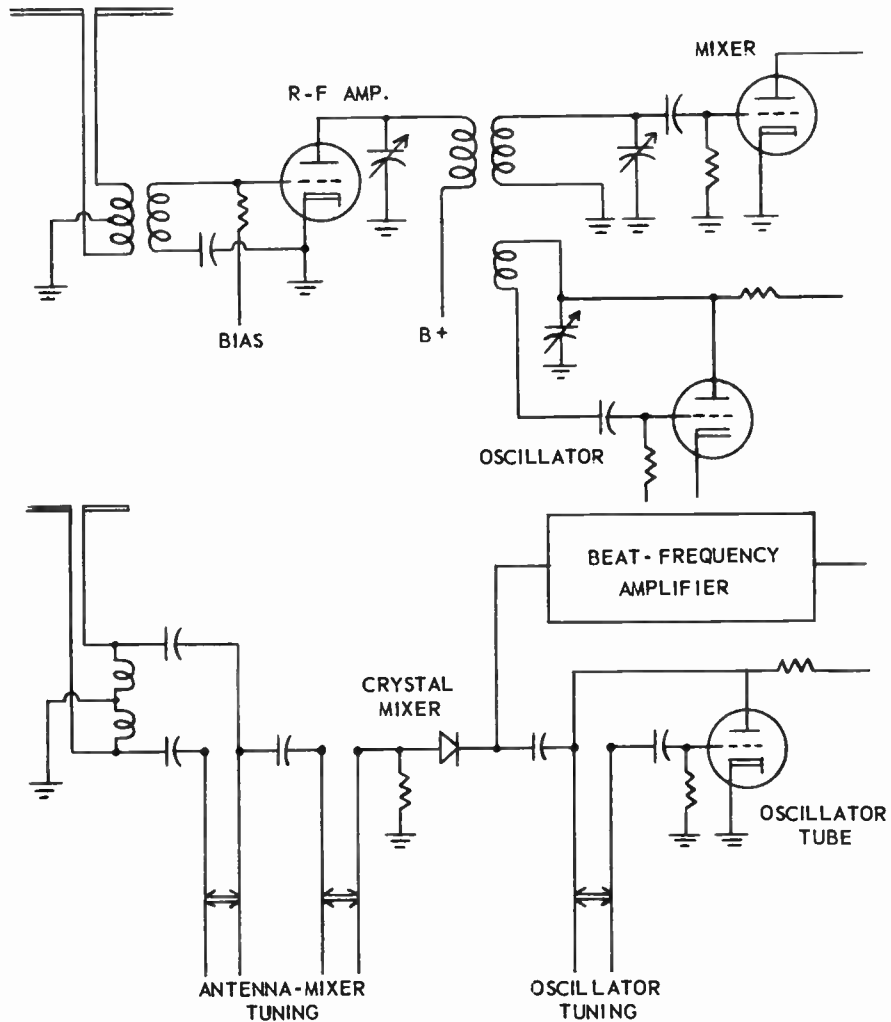 MIXER
R-F AMP.
BIAS
B+
OSCILLATOR
BEAT-FREQUENCY
AMPLIFIER
CRYSTAL
MIXER
OSCILLATOR
TUBE
ANTENNA-MIXER
TUNING
OSCILLATOR
TUNING